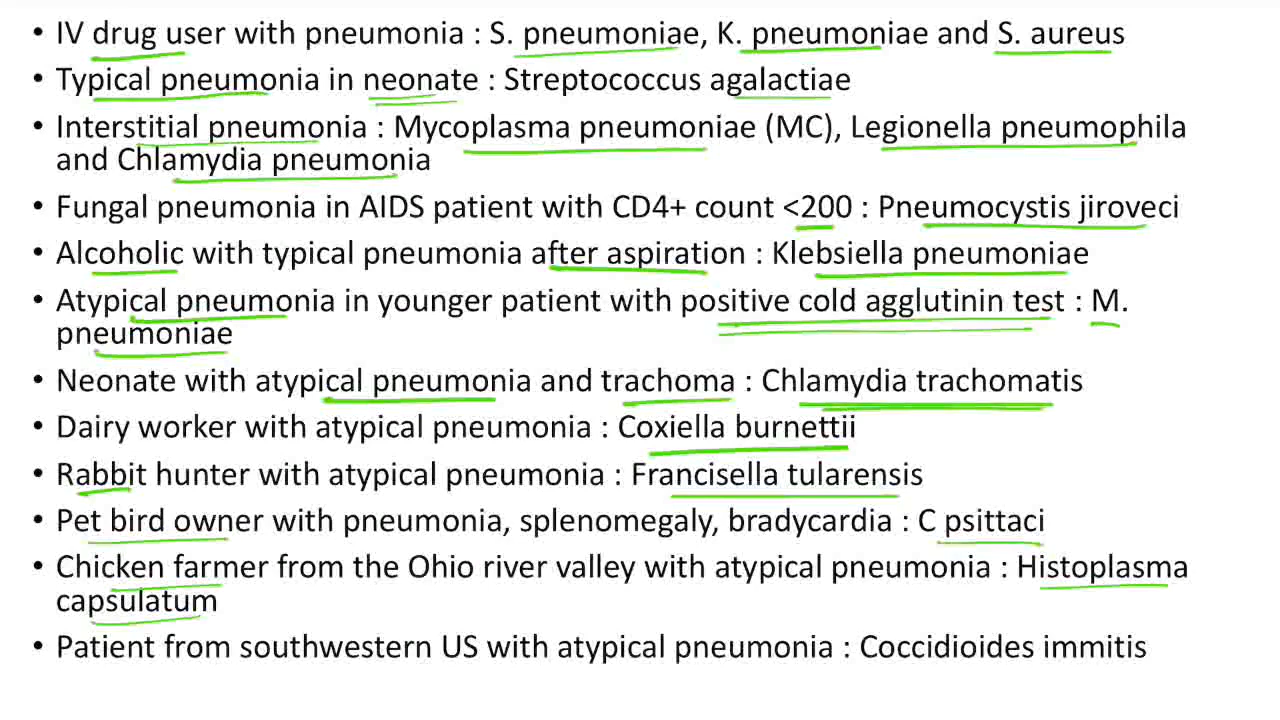 • IV drug user with pneumonia : S. pneumoniae, K. pneumoniae and S. aureus
• Typical pneumonia in neonate : Streptococcus agalactiae
• Interstitial pneumonia : Mycoplasma pneumoniae (MC), Legionella pneumophila
and Chlamydia pneumonia
• Fungal pneumonia in AIDS patient with CD4+ count <200 : Pneumocystis jiroveci
• Alcoholic with typical pneumonia after aspiration : Klebsiella pneumoniae
• Atypical pneumonia in younger patient with positive cold agglutinin test : M.
pneumoniae
• Neonate with atypical pneumonia and trachoma : Chlamydia trachomatis
• Dairy worker with atypical pneumonia : Coxiella burnettii
• Rabbit hunter with atypical pneumonia : Francisella tularensis
• Pet bird owner with pneumonia, splenomegaly, bradycardia : C psittaci
• Chicken farmer from the Ohio river valley with atypical pneumonia : Histoplasma
capsulatum
• Patient from southwestern US with atypical pneumonia : Coccidioides immitis